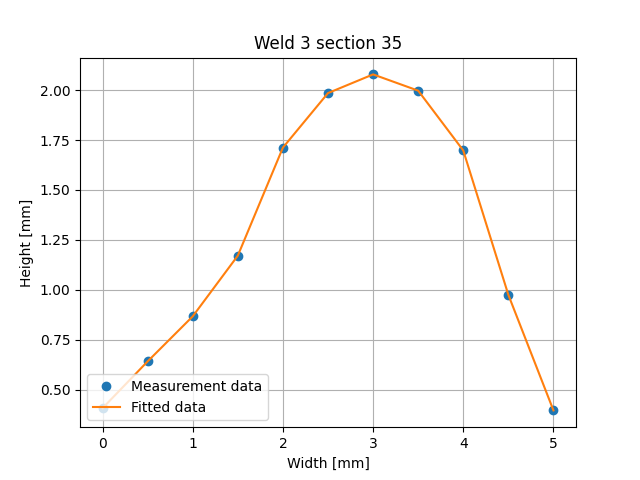 Weld 3 section 35
Height [mm]
2.00
1.75
1.50
1.25
1.00
0.75
0.50
Measurement data
Fitted data
0 1 2 3 4 5
Width [mm]